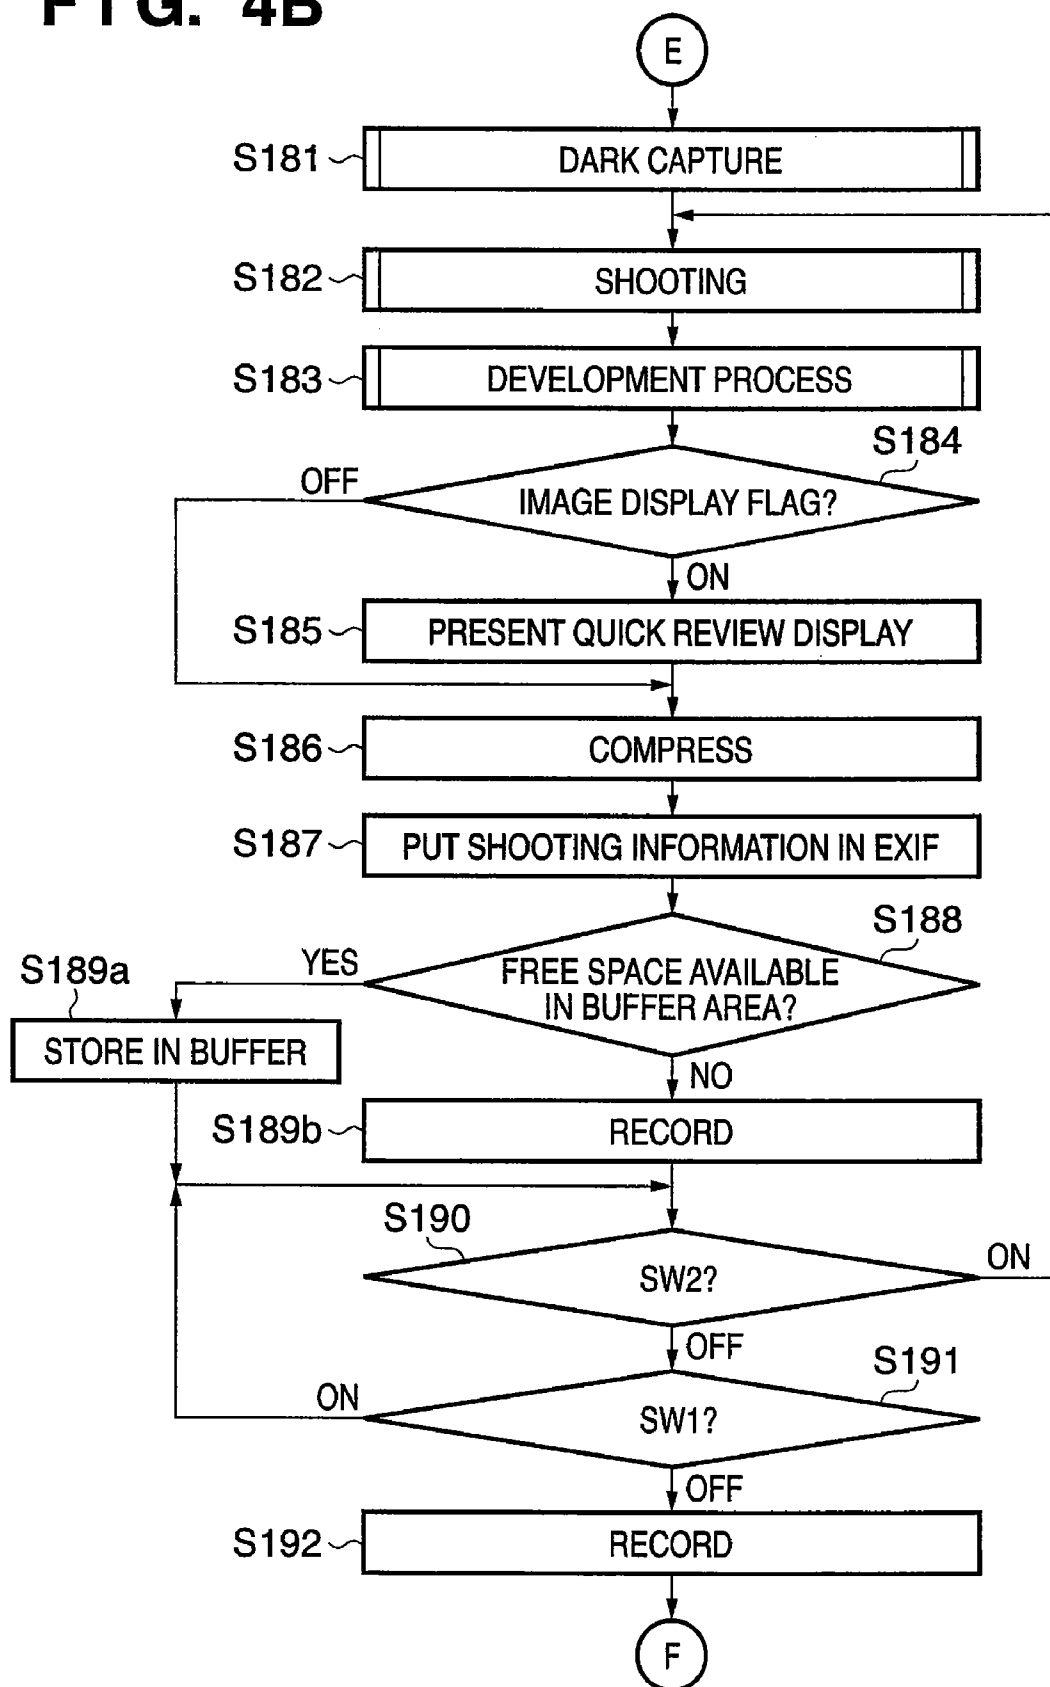 FIG. 4B
E
S181
DARK CAPTURE
S182
SHOOTING
S183
DEVELOPMENT PROCESS
S184
OFF
IMAGE DISPLAY FLAG?
ON
S185
PRESENT QUICK REVIEW DISPLAY
S186
COMPRESS
S187
PUT SHOOTING INFORMATION IN EXIF
S188
YES
FREE SPACE AVAILABLE
IN BUFFER AREA?
S189a
STORE IN BUFFER
NO
S189b
RECORD
S190
SW2?
ON
OFF
S191
ON
SW1?
OFF
S192
RECORD
F